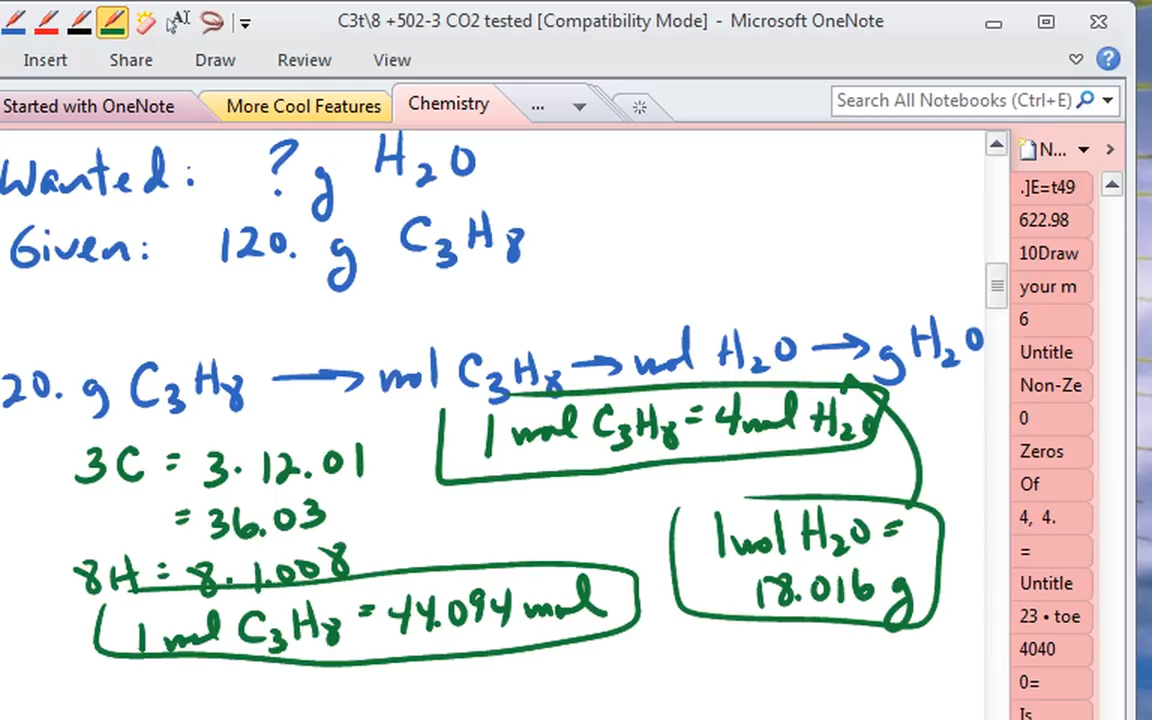 C3t\8 +502-3 CO2 tested [Compatibility Mode] - Microsoft OneNote
Insert Share Draw Review View
Started with OneNote More Cool Features Chemistry ... Search All Notebooks (Ctrl+E)
N...
.]E=t49
622.98
10Draw
your m
6
Untitle
Non-Ze
0
Zeros
Of
4, 4.
=
Untitle
23 • toe
4040
0=
Is
Wanted: ? g H2O
Given: 120. g C3H8
20. g C3H8 → mol C3H8 → mol H2O → g H2O
1 mol C3H8 = 4 mol H2O
3C = 3 · 12.01
= 36.03
8H = 8 · 1.008
1 mol C3H8 = 44.094 mol
1 mol H2O =
18.016 g